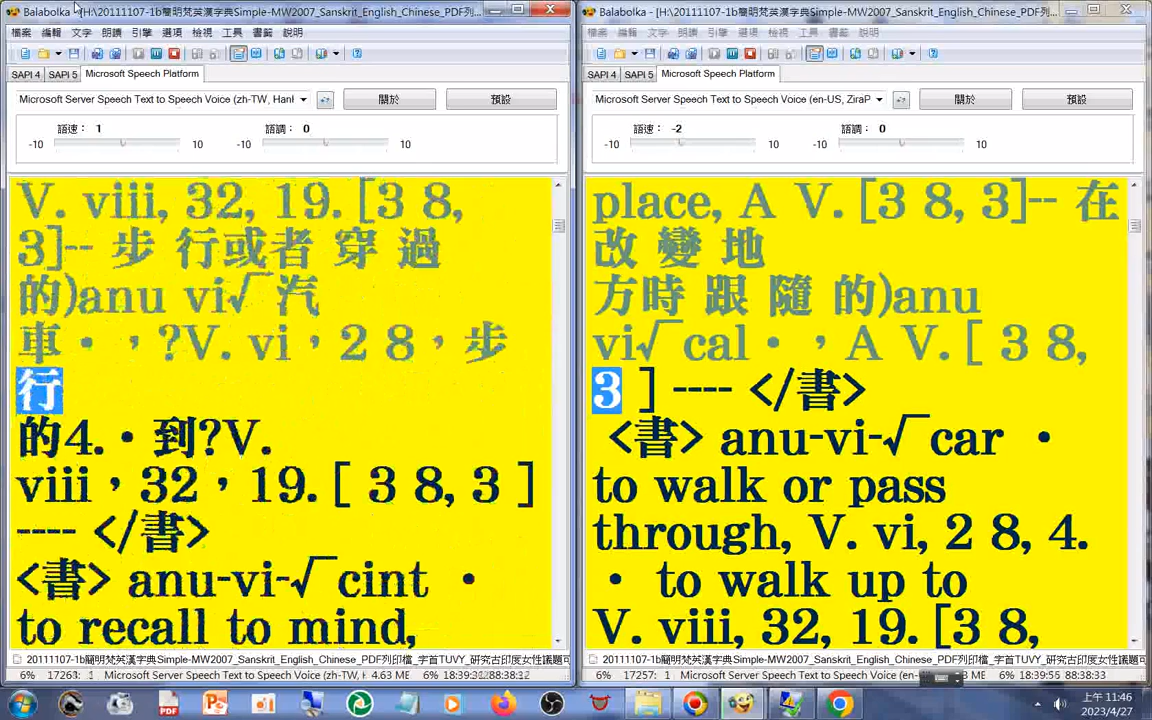 Balabolka - [H:\20111107-1b簡明梵英漢字典Simple-MW2007_Sanskrit_English_Chinese_PDF列...
檔案 編輯 文字 朗讀 引擎 選項 檢視 工具 書籤 說明
SAPI 4 SAPI 5 Microsoft Speech Platform
Microsoft Server Speech Text to Speech Voice (zh-TW, HanH 關於 預設
語速： 1 語調： 0
-10 10 -10 10
V. viii, 32, 19. [3 8,
3]-- 步 行或者 穿 過
的)anu vi√ 汽
車•，?V. vi，2 8，步
行
的4.•到?V.
viii，32，19. [ 3 8, 3 ]
---- </書>
<書> anu-vi-√cint •
to recall to mind,
20111107-1b簡明梵英漢字典Simple-MW2007_Sanskrit_English_Chinese_PDF列印檔_字首TUVY_研究古印度女性議題可
6% 17263: 1 Microsoft Server Speech Text to Speech Voice (zh-TW, H 4.63 ME 6% 18:39:3
Balabolka - [H:\20111107-1b簡明梵英漢字典Simple-MW2007_Sanskrit_English_Chinese_PDF列...
檔案 編輯 文字 朗讀 引擎 選項 檢視 工具 書籤 說明
SAPI 4 SAPI 5 Microsoft Speech Platform
Microsoft Server Speech Text to Speech Voice (en-US, ZiraP 關於 預設
語速： -2 語調： 0
-10 10 -10 10
place, A V. [3 8, 3]-- 在
改 變 地
方時 跟 隨 的)anu
vi√cal•，A V. [ 3 8,
3 ] ---- </書>
<書> anu-vi-√car •
to walk or pass
through, V. vi, 2 8, 4.
• to walk up to
V. viii, 32, 19. [3 8,
20111107-1b簡明梵英漢字典Simple-MW2007_Sanskrit_English_Chinese_PDF列印檔_字首TUVY_研究古印度女性議題可
6% 17257: 1 Microsoft Server Speech Text to Speech Voice 6% 18:39:55/88:38:33
上午 11:46
2023/4/27